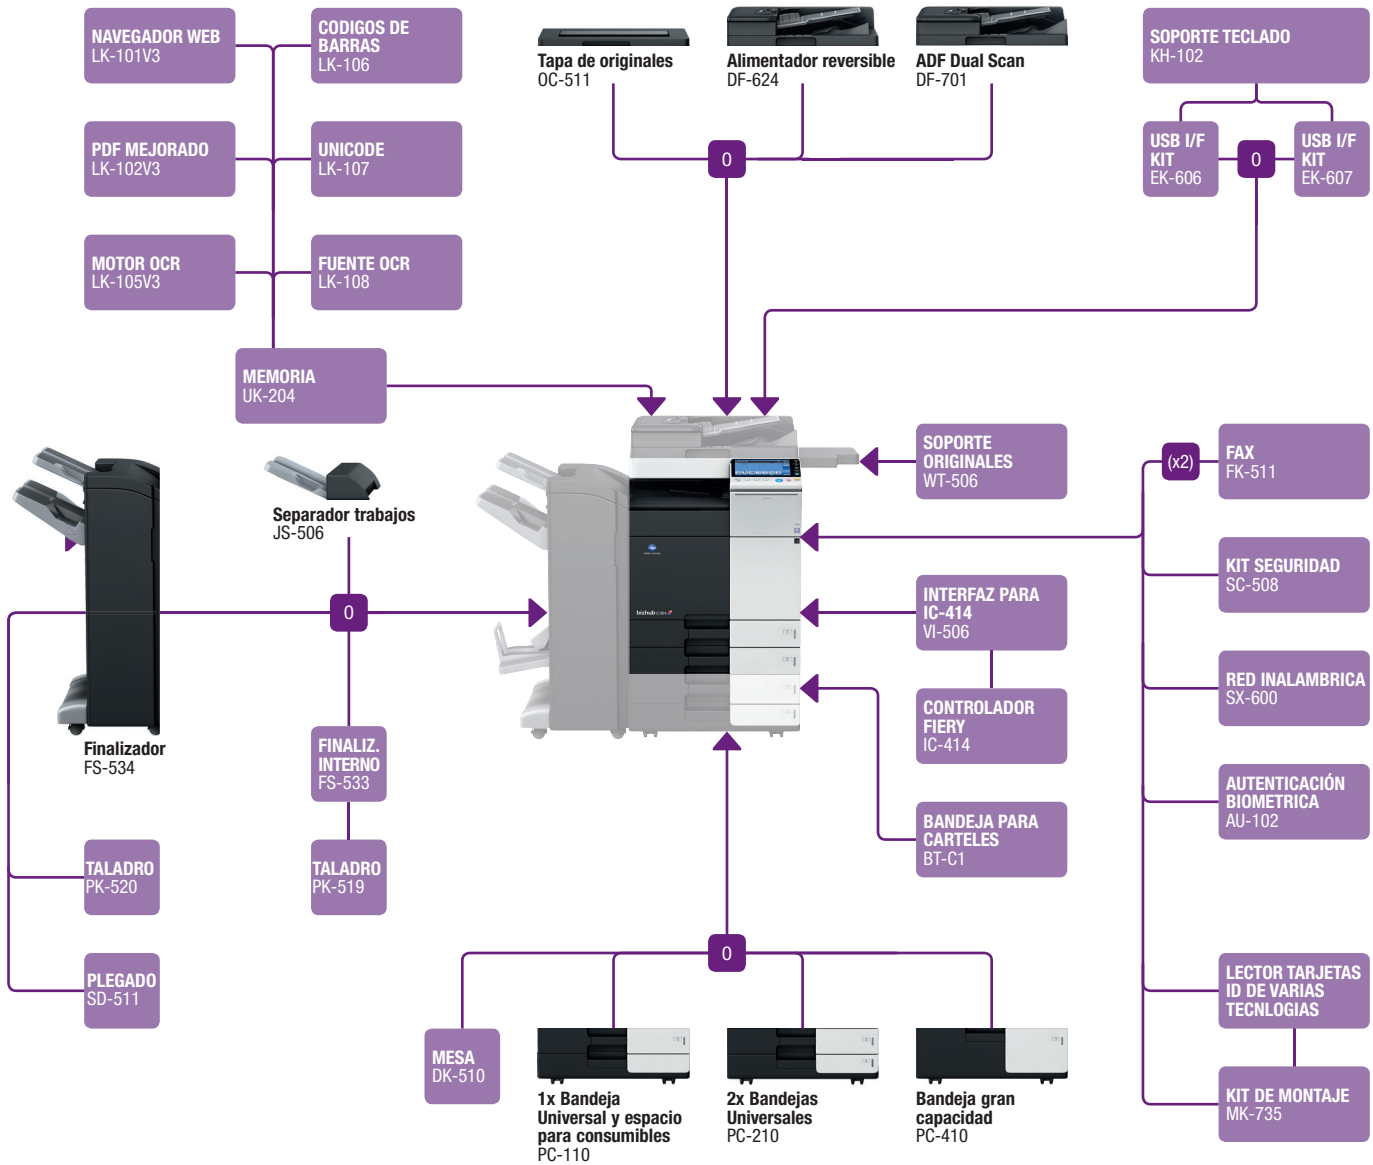 NAVEGADOR WEB
LK-101V3
CODIGOS DE
BARRAS
LK-106
PDF MEJORADO
LK-102V3
UNICODE
LK-107
MOTOR OCR
LK-105V3
FUENTE OCR
LK-108
MEMORIA
UK-204
Tapa de originales
OC-511
Alimentador reversible
DF-624
ADF Dual Scan
DF-701
O
SOPORTE TECLADO
KH-102
USB I/F
KIT
EK-606
O
USB I/F
KIT
EK-607
Finalizador
FS-534
Separador trabajos
JS-506
O
FINALIZ.
INTERNO
FS-533
TALADRO
PK-519
TALADRO
PK-520
PLEGADO
SD-511
bizhub
SOPORTE
ORIGINALES
WT-506
INTERFAZ PARA
IC-414
VI-506
CONTROLADOR
FIERY
IC-414
BANDEJA PARA
CARTELES
BT-C1
(x2)
FAX
FK-511
KIT SEGURIDAD
SC-508
RED INALAMBRICA
SX-600
AUTENTICACIÓN
BIOMETRICA
AU-102
LECTOR TARJETAS
ID DE VARIAS
TECNLOGIAS
KIT DE MONTAJE
MK-735
O
MESA
DK-510
1x Bandeja
Universal y espacio
para consumibles
PC-110
2x Bandejas
Universales
PC-210
Bandeja gran
capacidad
PC-410